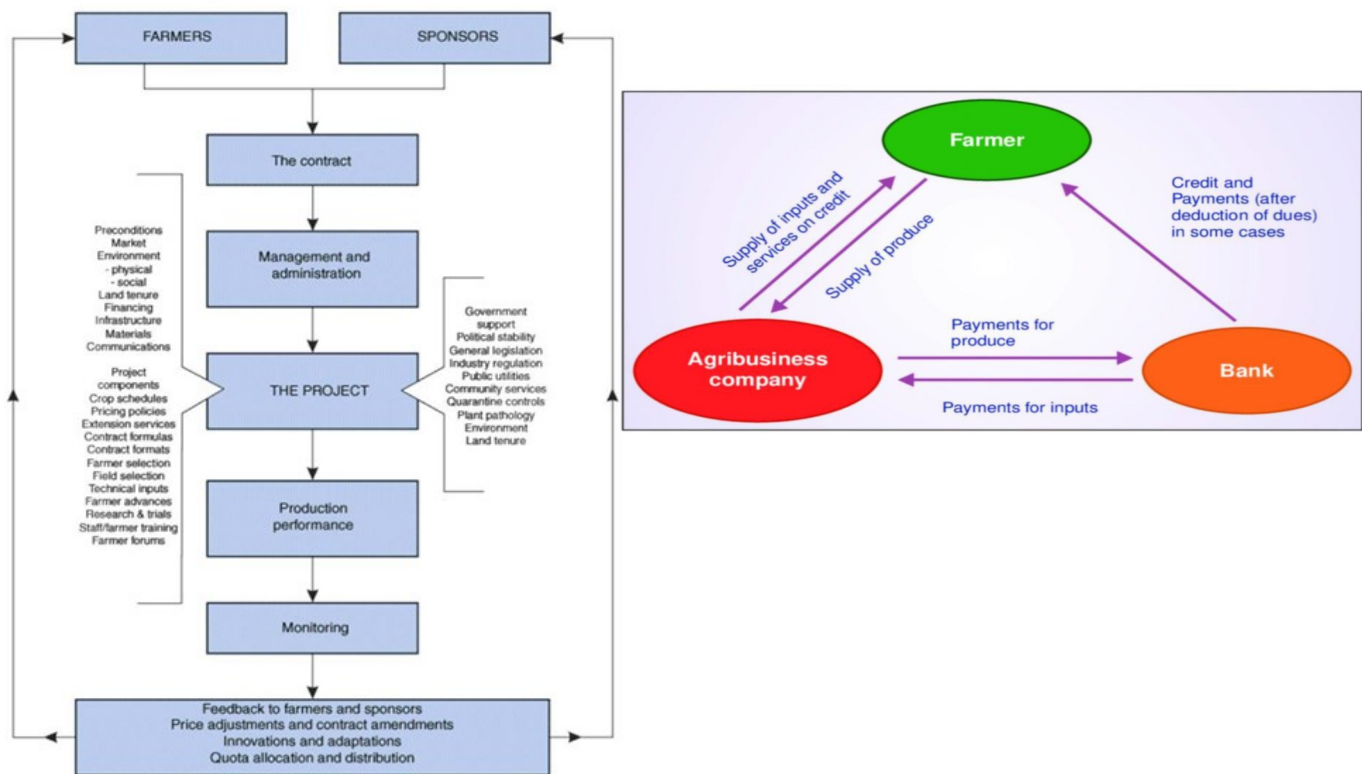 FARMERS
SPONSORS
The contract
Management and
administration
Preconditions
Market
Environment
- physical
- social
Land tenure
Financing
Infrastructure
Materials
Communications
Project
components
Crop schedules
Pricing policies
Extension services
Contract formulas
Contract formats
Farmer selection
Field selection
Technical inputs
Farmer advances
Research & trials
Staff/farmer training
Farmer forums
THE PROJECT
Government
support
Political stability
General legislation
Industry regulation
Public utilities
Community services
Quarantine controls
Plant pathology
Environment
Land tenure
Production
performance
Monitoring
Feedback to farmers and sponsors
Price adjustments and contract amendments
Innovations and adaptations
Quota allocation and distribution
Farmer
Supply of inputs and
services on credit
Supply of produce
Credit and
Payments (after
deduction of dues)
in some cases
Agribusiness
company
Payments for
produce
Payments for inputs
Bank